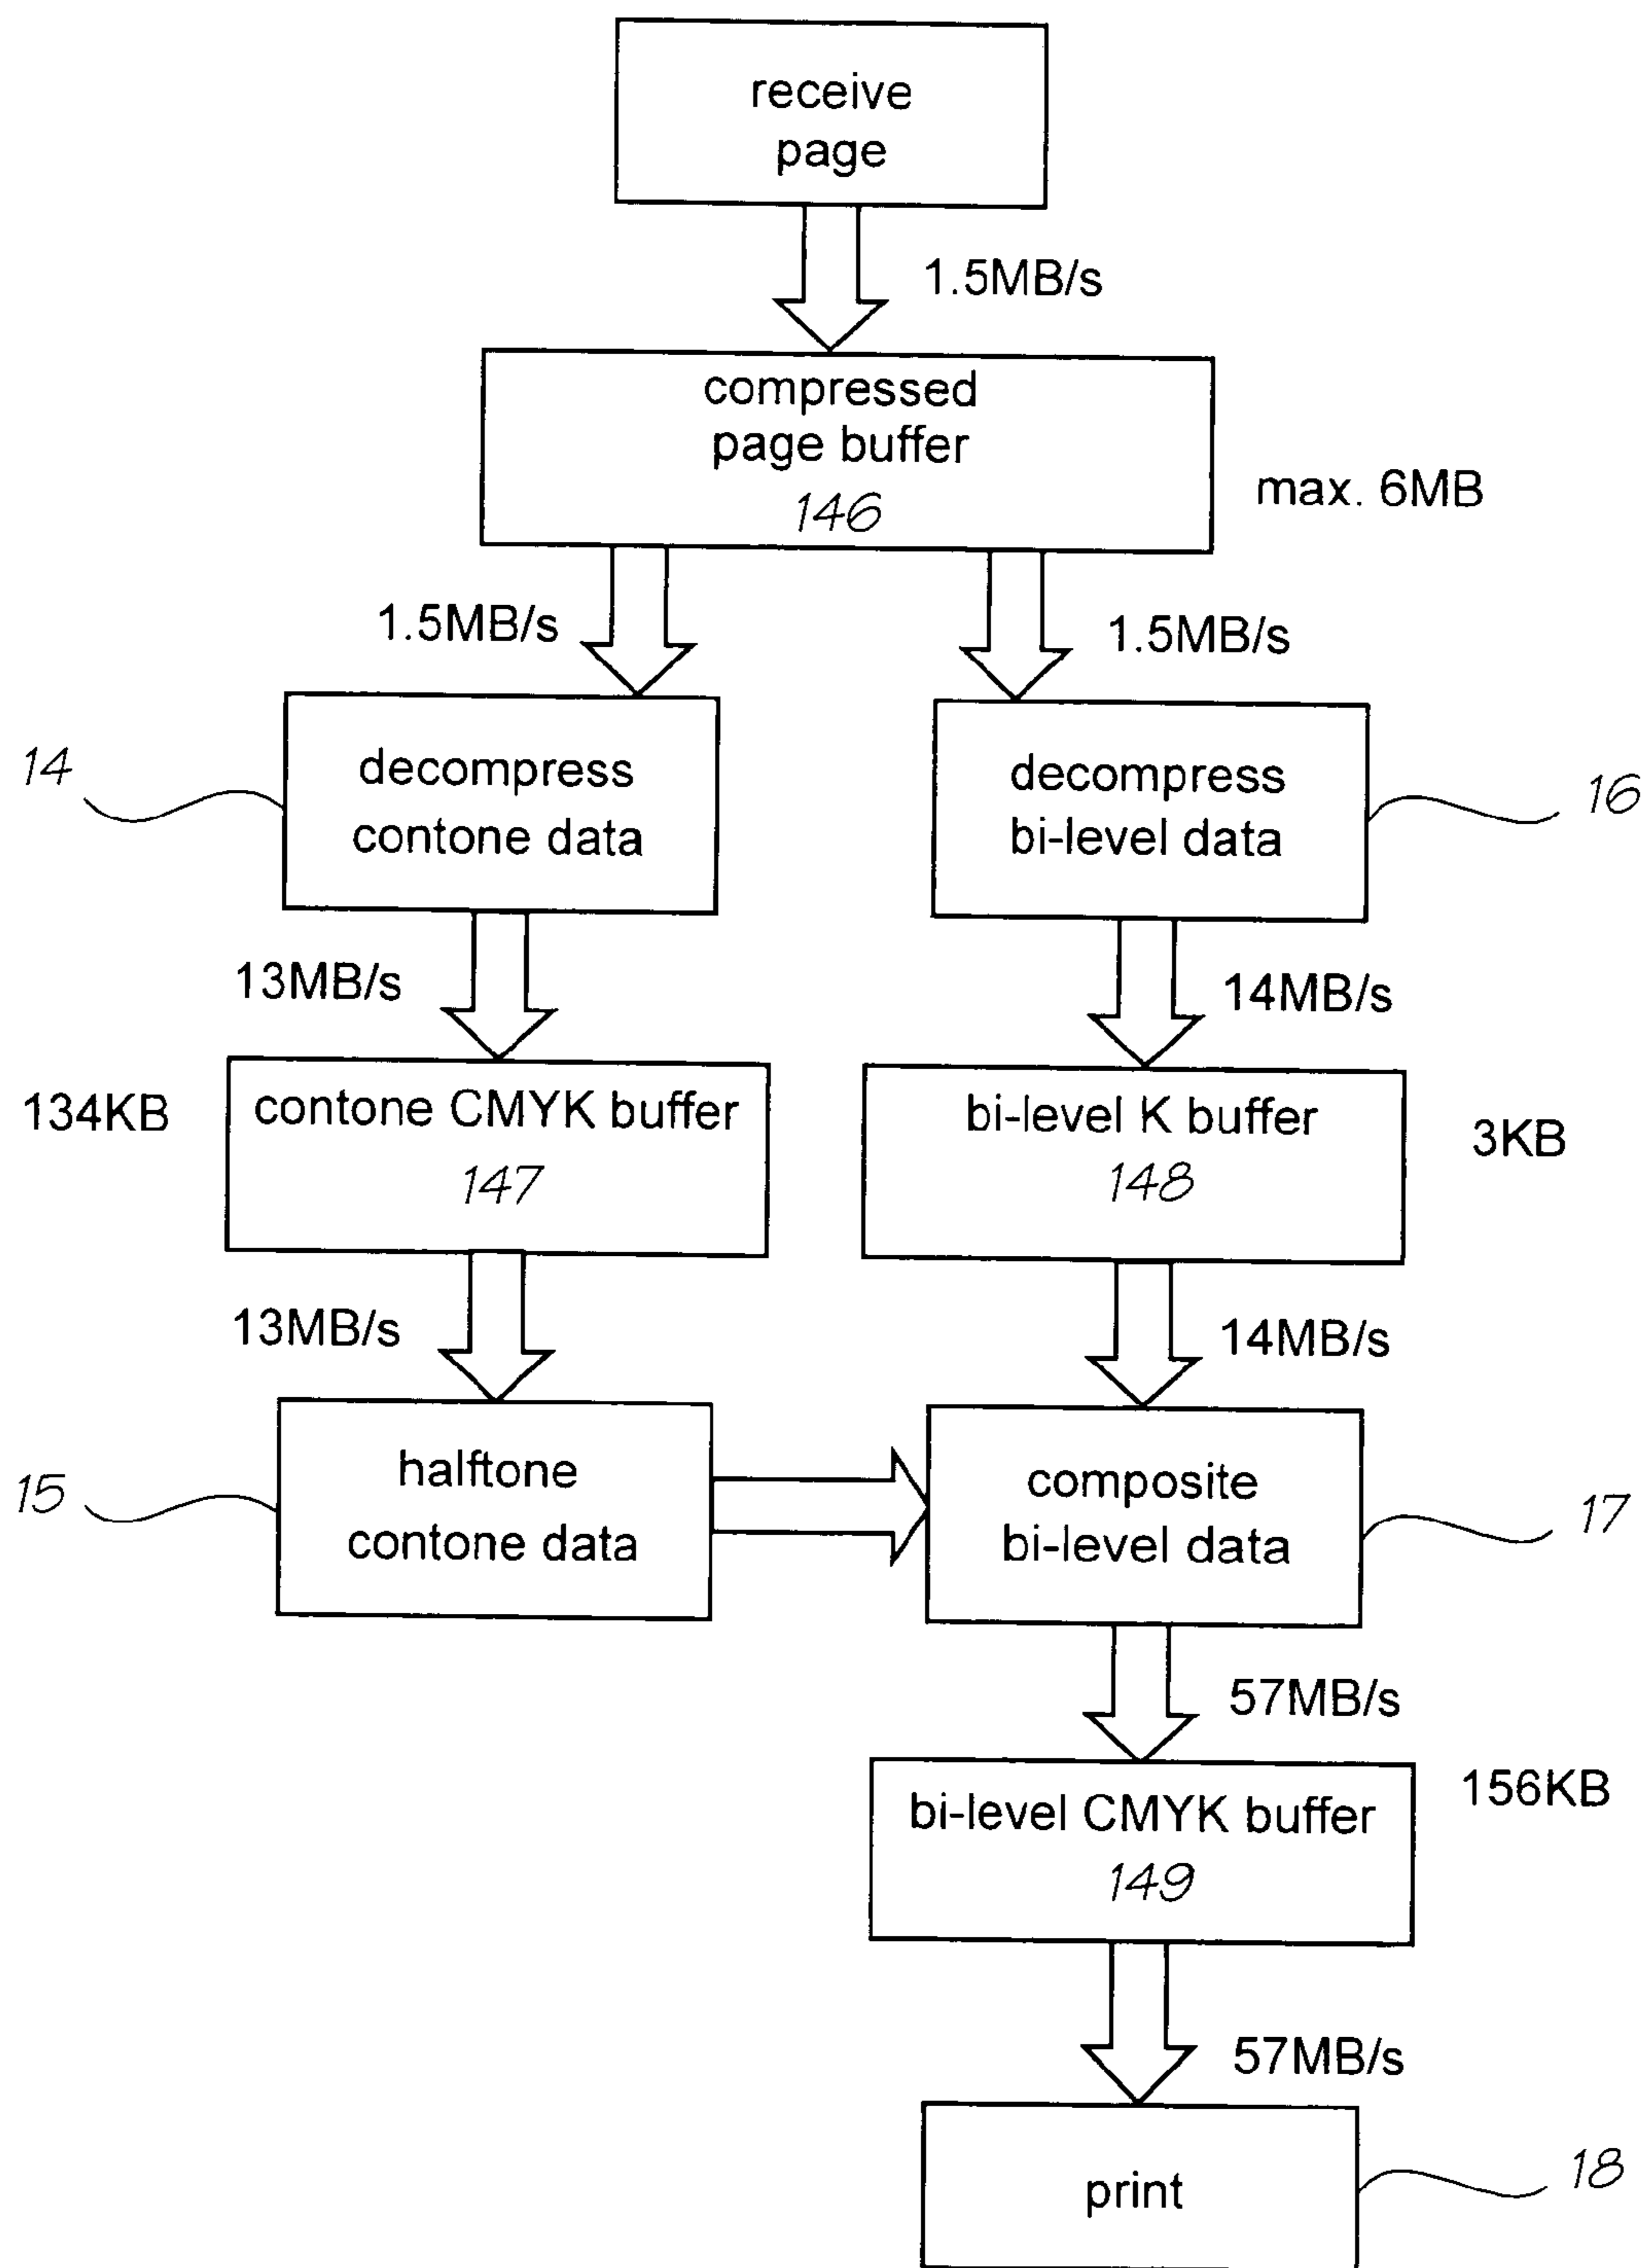 receive
page
1.5MB/s
compressed
page buffer
146
max. 6MB
1.5MB/s
1.5MB/s
14
decompress
contone data
decompress
bi-level data
16
13MB/s
14MB/s
134KB
contone CMYK buffer
147
bi-level K buffer
148
3KB
13MB/s
14MB/s
15
halftone
contone data
composite
bi-level data
17
57MB/s
bi-level CMYK buffer
149
156KB
57MB/s
print
18